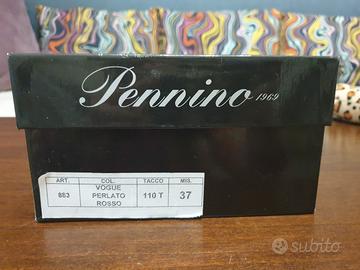 Pennino 1969
ART. COL. TACCO MIS.
883 VOGUE PERLATO ROSSO 110 T 37
subito